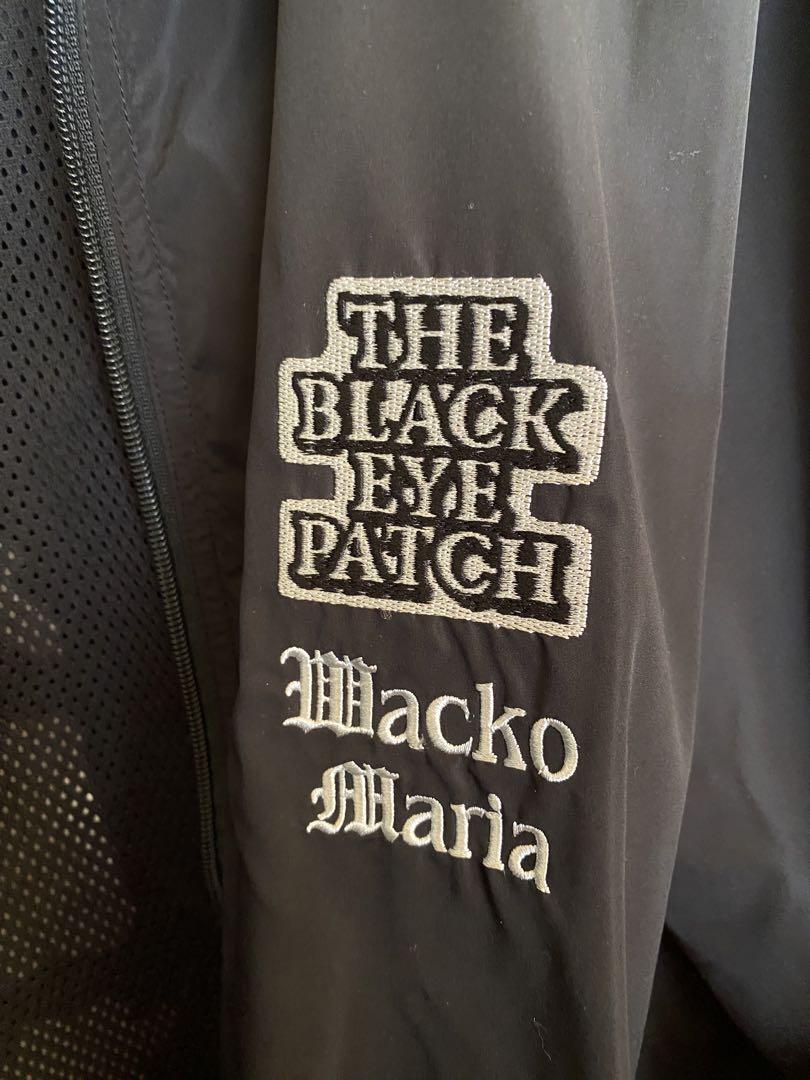 THE
BLACK
EYE
PATCH
Wacko
Maria